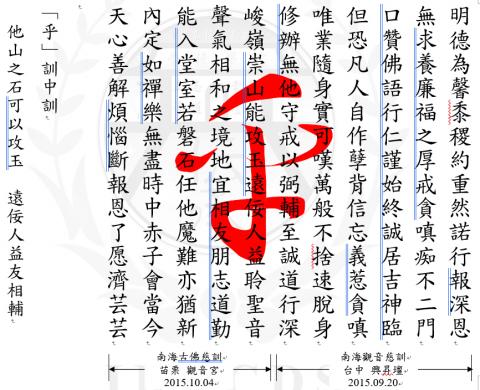 明德為馨黍稷約重然諾行報深恩
無求養廉福之厚戒貪嗔痴不二門
口贊佛語行仁謹始終誠居吉神臨
但恐凡人自作孽背信忘義惹貪嗔
唯業隨身實可嘆萬般不捨速脫身
修辦無他守戒以弼輔至誠道行深
峻嶺崇山能攻玉遠佞人益聆聖音
聲氣相和之境地宜相友朋志道勤
能入堂室若磐石任他魔難亦猶新
內定如禪樂無盡時中赤子會當今
天心善解煩惱斷報恩了愿濟芸芸
乎
南海觀音慈訓
台中 興昇壇
2015.09.20
南海古佛慈訓
苗栗 觀音宮
2015.10.04
「乎」訓中訓
他山之石可以攻玉　遠佞人益友相輔